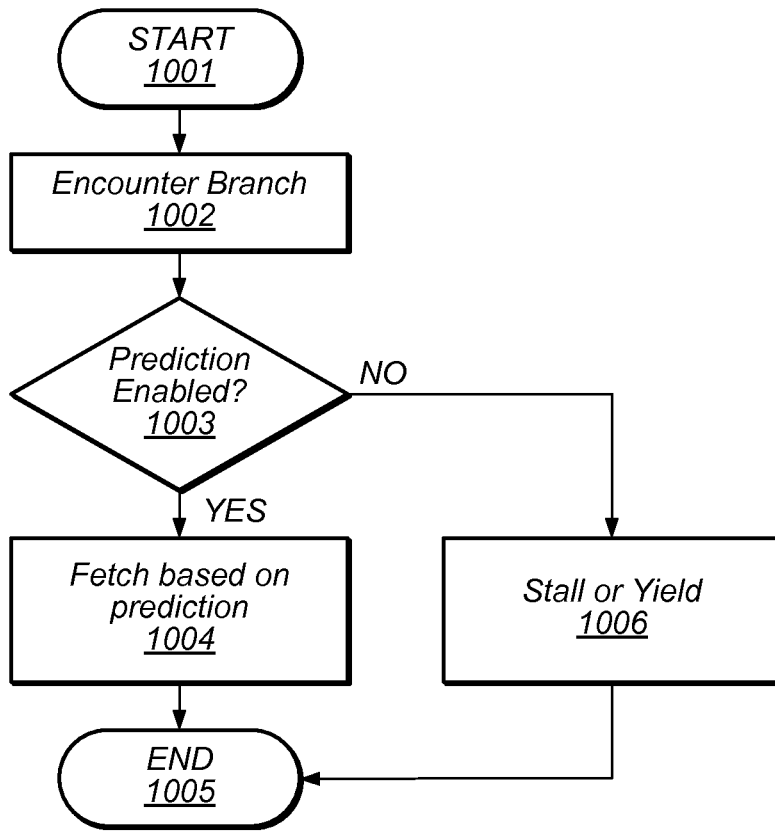 START
1001
Encounter Branch
1002
Prediction
Enabled?
1003
NO
YES
Fetch based on
prediction
1004
Stall or Yield
1006
END
1005